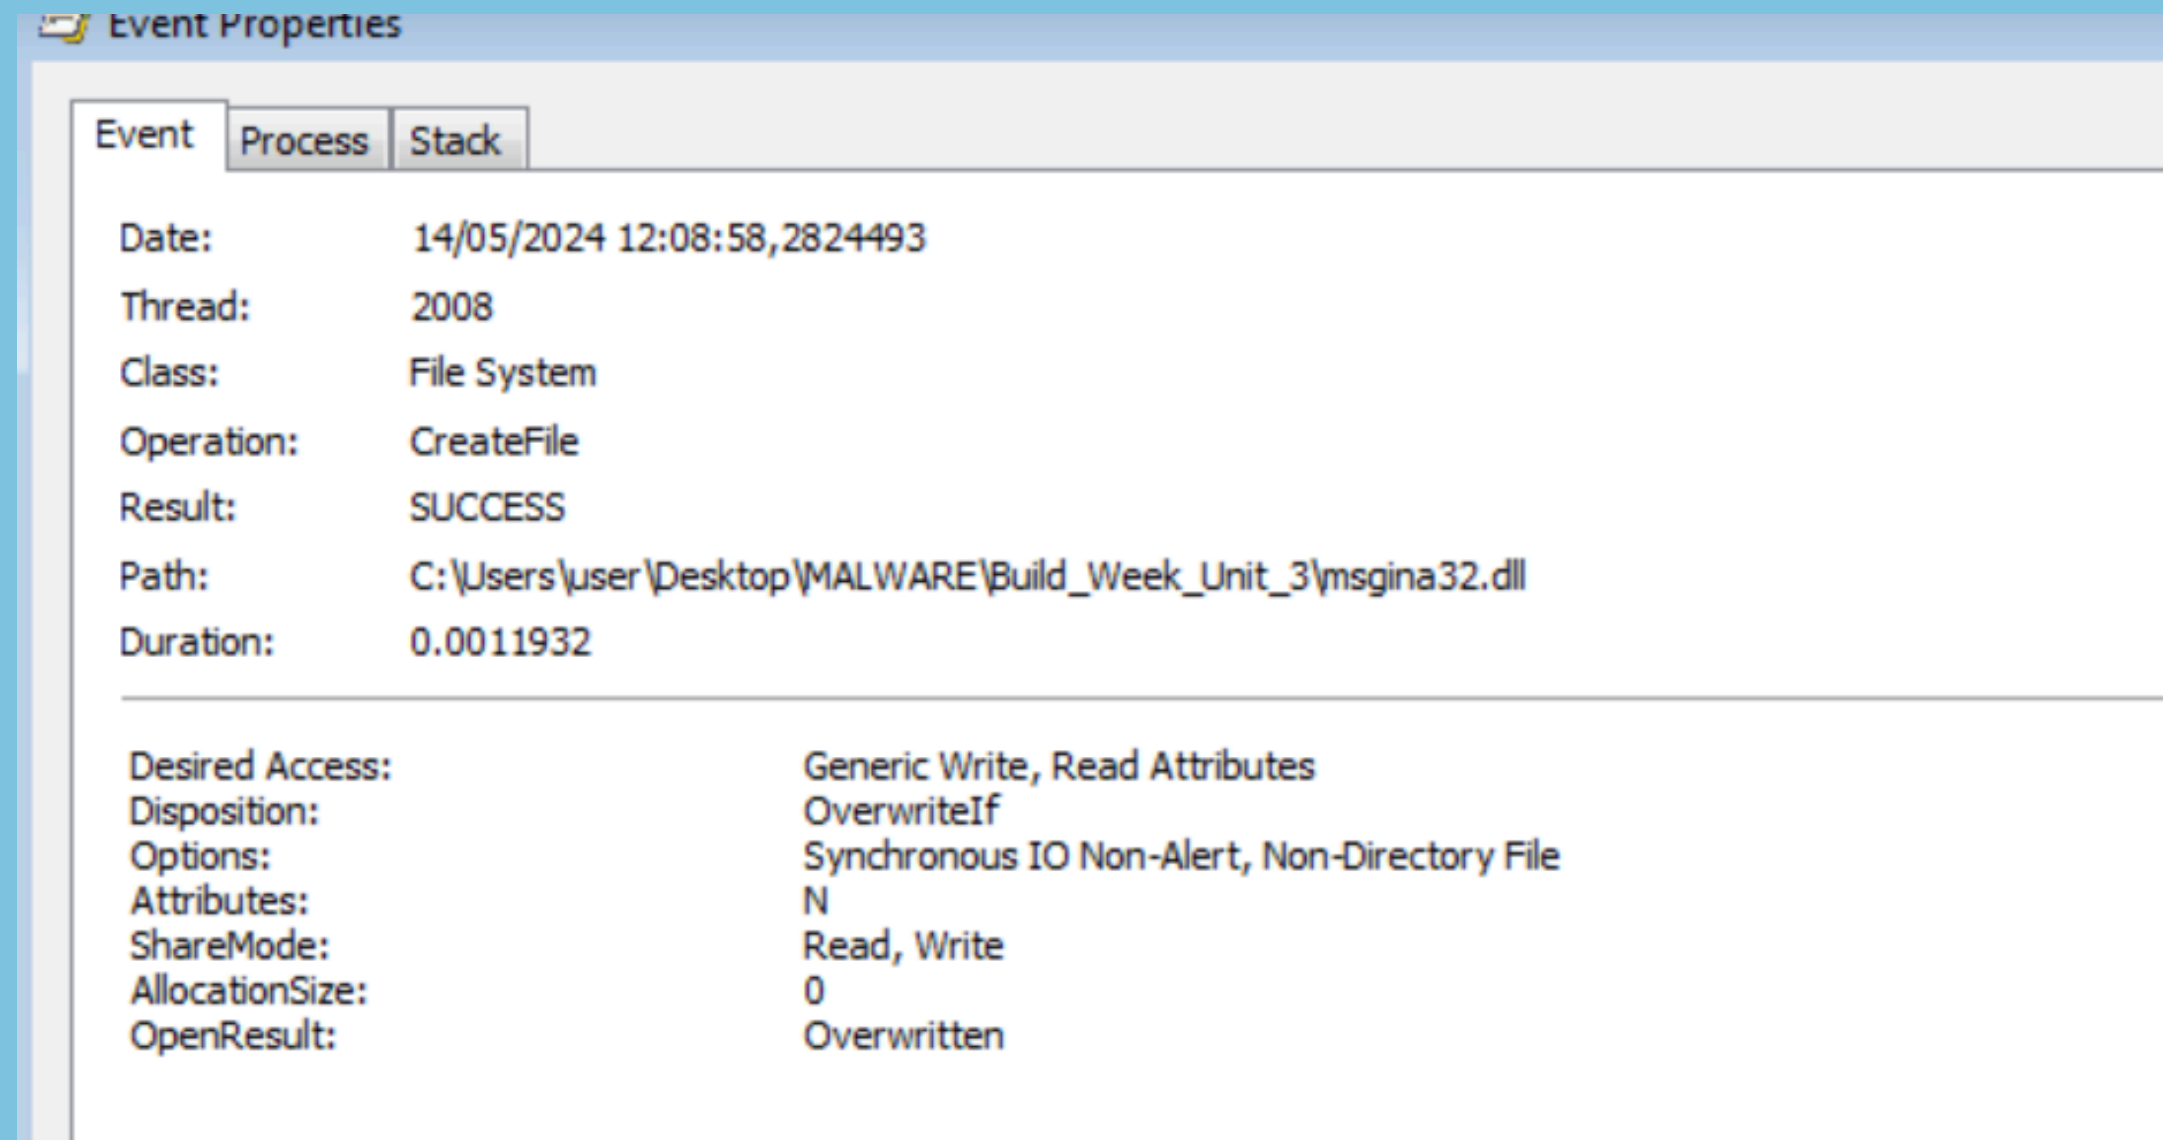 Event Properties
Event Process Stack
Date: 14/05/2024 12:08:58,2824493
Thread: 2008
Class: File System
Operation: CreateFile
Result: SUCCESS
Path: C:\Users\user\Desktop\MALWARE\Build_Week_Unit_3\msgina32.dll
Duration: 0.0011932
Desired Access: Generic Write, Read Attributes
Disposition: OverwriteIf
Options: Synchronous IO Non-Alert, Non-Directory File
Attributes: N
ShareMode: Read, Write
AllocationSize: 0
OpenResult: Overwritten